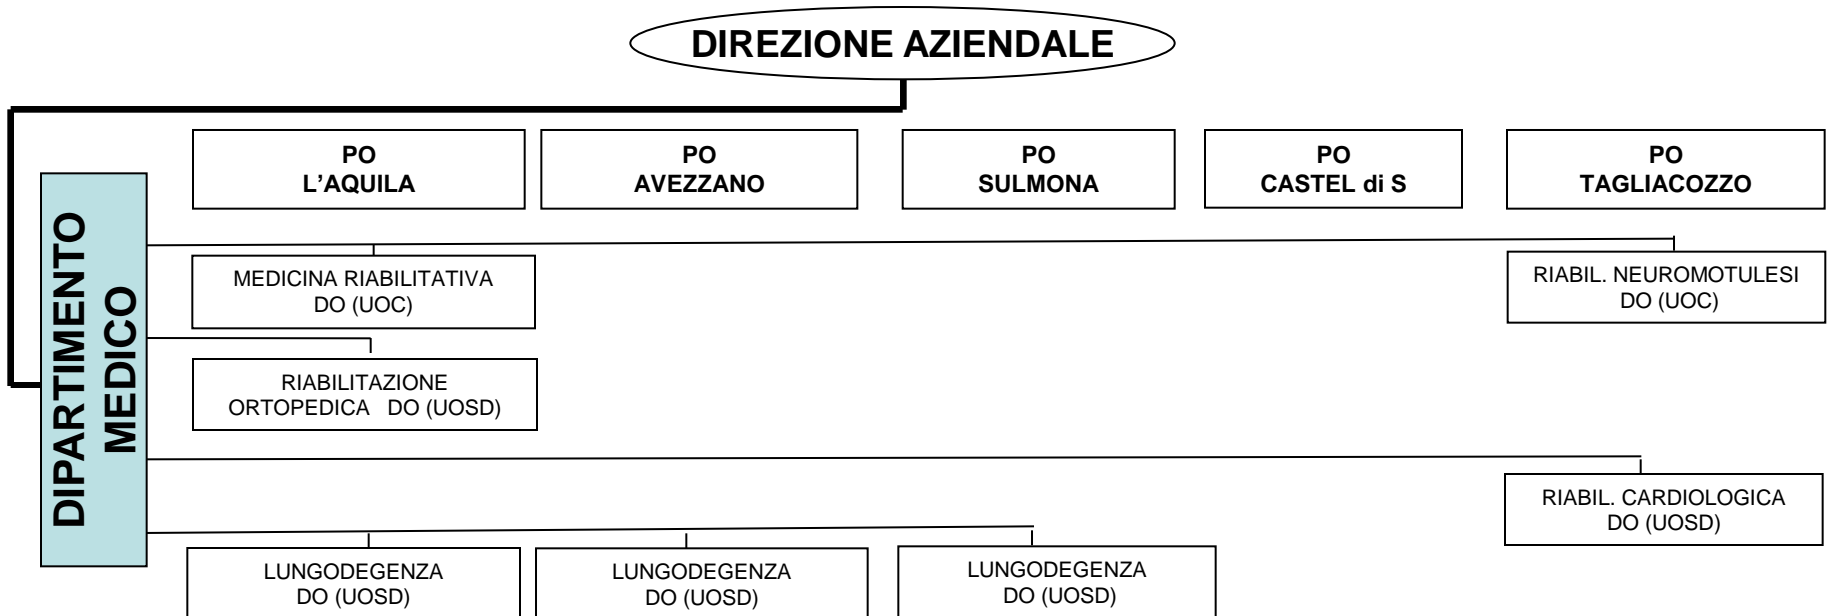 DIREZIONE AZIENDALE
PO
L'AQUILA
PO
AVEZZANO
PO
SULMONA
PO
CASTEL di S
PO
TAGLIACOZZO
DIPARTIMENTO
MEDICO
MEDICINA RIABILITATIVA
DO (UOC)
RIABIL. NEUROMOTULESI
DO (UOC)
RIABILITAZIONE
ORTOPEDICA DO (UOSD)
RIABIL. CARDIOLOGICA
DO (UOSD)
LUNGODEGENZA
DO (UOSD)
LUNGODEGENZA
DO (UOSD)
LUNGODEGENZA
DO (UOSD)